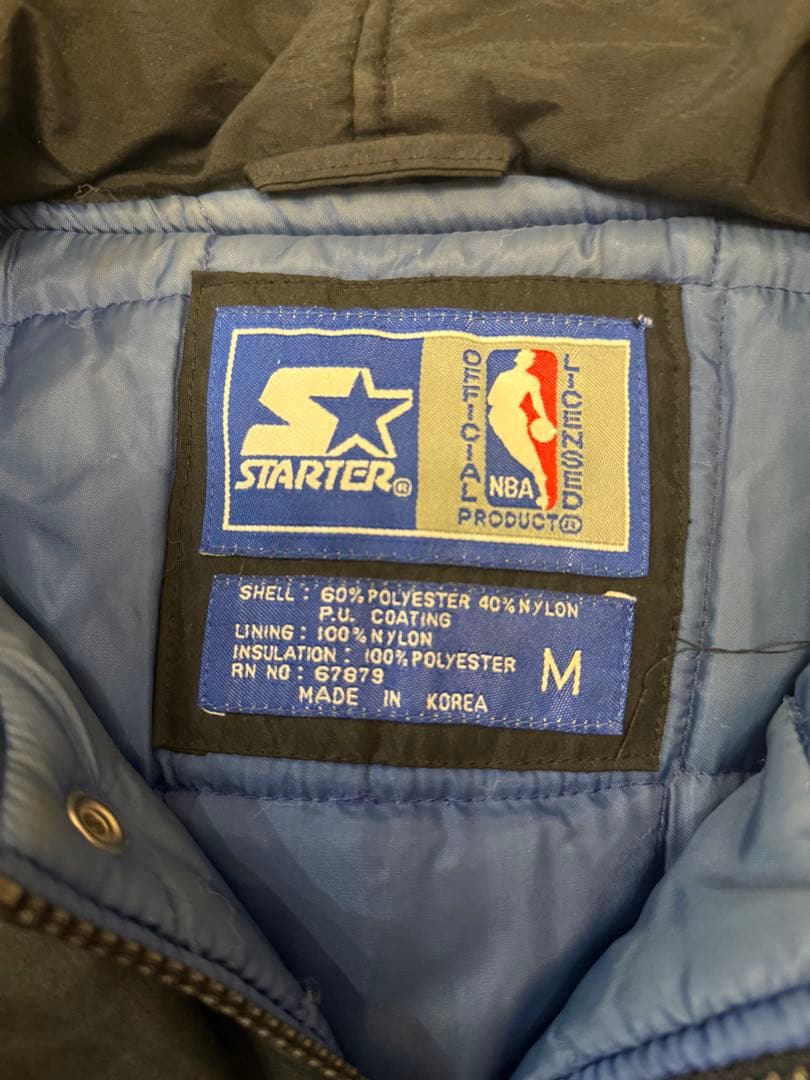 STARTER®
OFFICIAL
LICENSED
NBA
PRODUCT®
SHELL : 60% POLYESTER 40% NYLON
P.U. COATING
LINING : 100% NYLON
INSULATION : 100% POLYESTER
RN NO : 67879
MADE IN KOREA
M